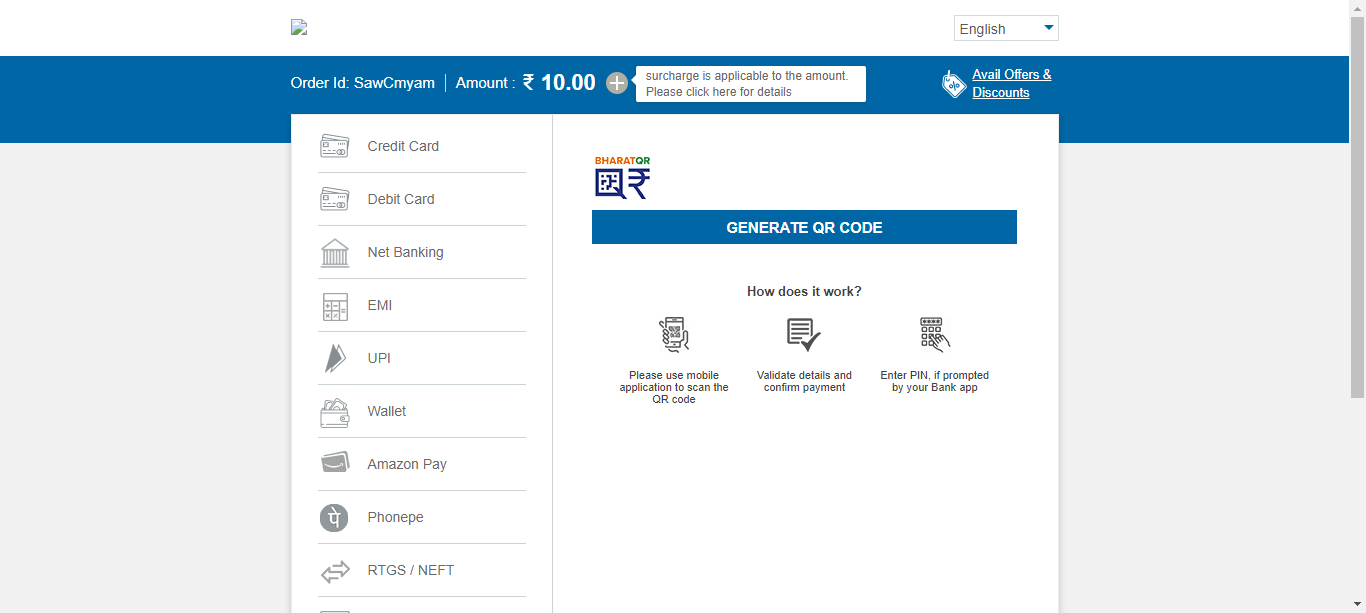 English
Order Id: SawCmyam
Amount : ₹ 10.00
surcharge is applicable to the amount.
Please click here for details
Avail Offers &
Discounts
Credit Card
Debit Card
Net Banking
EMI
UPI
Wallet
Amazon Pay
Phonepe
RTGS / NEFT
BHARATQR
GENERATE QR CODE
How does it work?
Please use mobile
application to scan the
QR code
Validate details and
confirm payment
Enter PIN, if prompted
by your Bank app